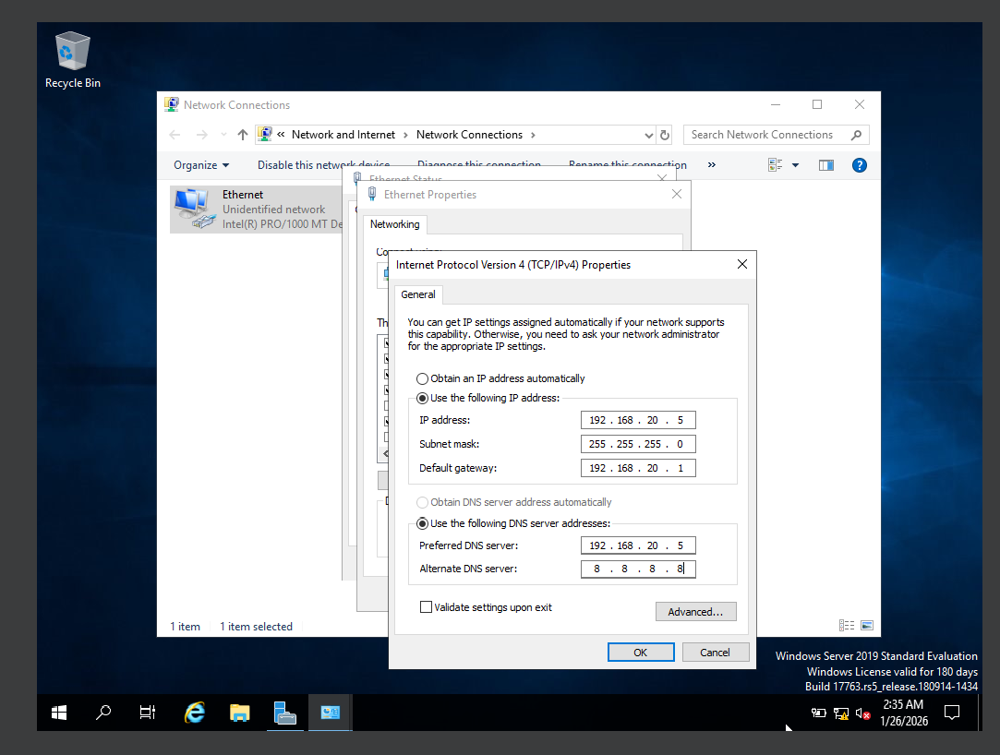 Recycle Bin
Network Connections
« Network and Internet › Network Connections ›
Search Network Connections
Organize
Disable this network device
Diagnose this connection
Rename this connection
»
Ethernet
Unidentified network
Intel(R) PRO/1000 MT De
Ethernet Status
Ethernet Properties
Networking
Internet Protocol Version 4 (TCP/IPv4) Properties
General
You can get IP settings assigned automatically if your network supports
this capability. Otherwise, you need to ask your network administrator
for the appropriate IP settings.
Obtain an IP address automatically
Use the following IP address:
IP address:
192 . 168 . 20 . 5
Subnet mask:
255 . 255 . 255 . 0
Default gateway:
192 . 168 . 20 . 1
Obtain DNS server address automatically
Use the following DNS server addresses:
Preferred DNS server:
192 . 168 . 20 . 5
Alternate DNS server:
8 . 8 . 8 . 8
Validate settings upon exit
Advanced...
OK
Cancel
1 item
1 item selected
Windows Server 2019 Standard Evaluation
Windows License valid for 180 days
Build 17763.rs5_release.180914-1434
2:35 AM
1/26/2026